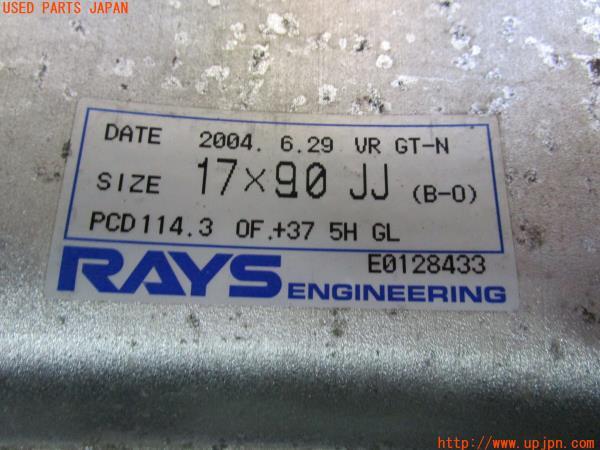 USED PARTS JAPAN
DATE 2004. 6.29 VR GT-N
SIZE 17×90 JJ (B-O)
PCD114.3 OF.+37 5H GL
E0128433
RAYS ENGINEERING
http://www.upjpn.com